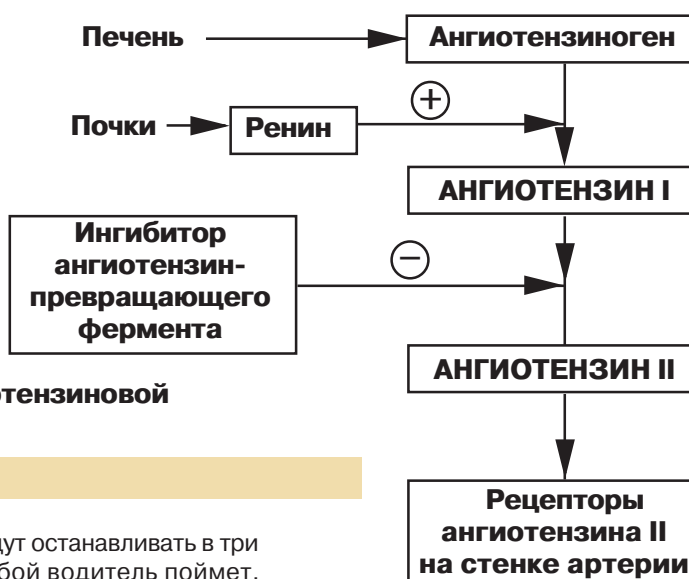 Печень
Ангиотензиноген
+
Почки
Ренин
АНГИОТЕНЗИН I
Ингибитор
ангиотензин-
превращающего
фермента
−
АНГИОТЕНЗИН II
Рецепторы
ангиотензина II
на стенке артерии